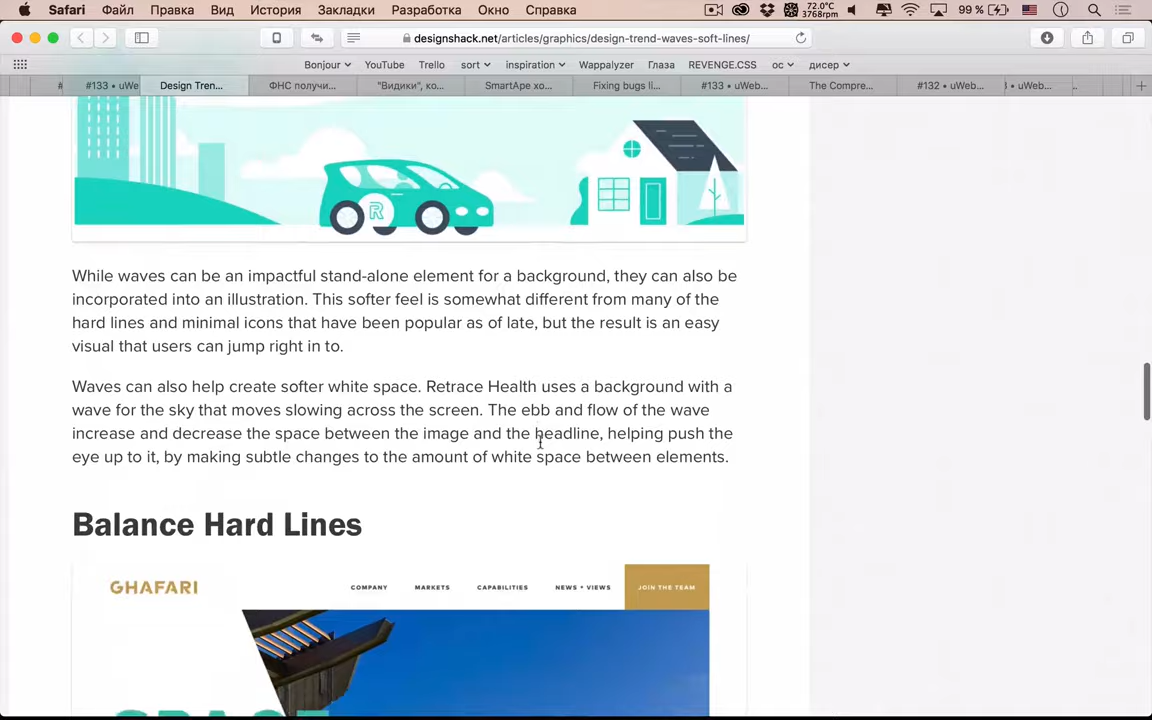 Safari Файл Правка Вид История Закладки Разработка Окно Справка 72.0°C 3768rpm 99 %
designshack.net/articles/graphics/design-trend-waves-soft-lines/
Bonjour YouTube Trello sort inspiration Wappalyzer Глаза REVENGE.CSS ос дисер
#133 • uWe Design Tren... ФНС получи... "Видики", ко... SmartApe хо... Fixing bugs li... #133 • uWeb... The Compre... #132 • uWeb... • uWeb...
R
While waves can be an impactful stand-alone element for a background, they can also be
incorporated into an illustration. This softer feel is somewhat different from many of the
hard lines and minimal icons that have been popular as of late, but the result is an easy
visual that users can jump right in to.
Waves can also help create softer white space. Retrace Health uses a background with a
wave for the sky that moves slowing across the screen. The ebb and flow of the wave
increase and decrease the space between the image and the headline, helping push the
eye up to it, by making subtle changes to the amount of white space between elements.
Balance Hard Lines
GHAFARI COMPANY MARKETS CAPABILITIES NEWS + VIEWS JOIN THE TEAM
SPACE